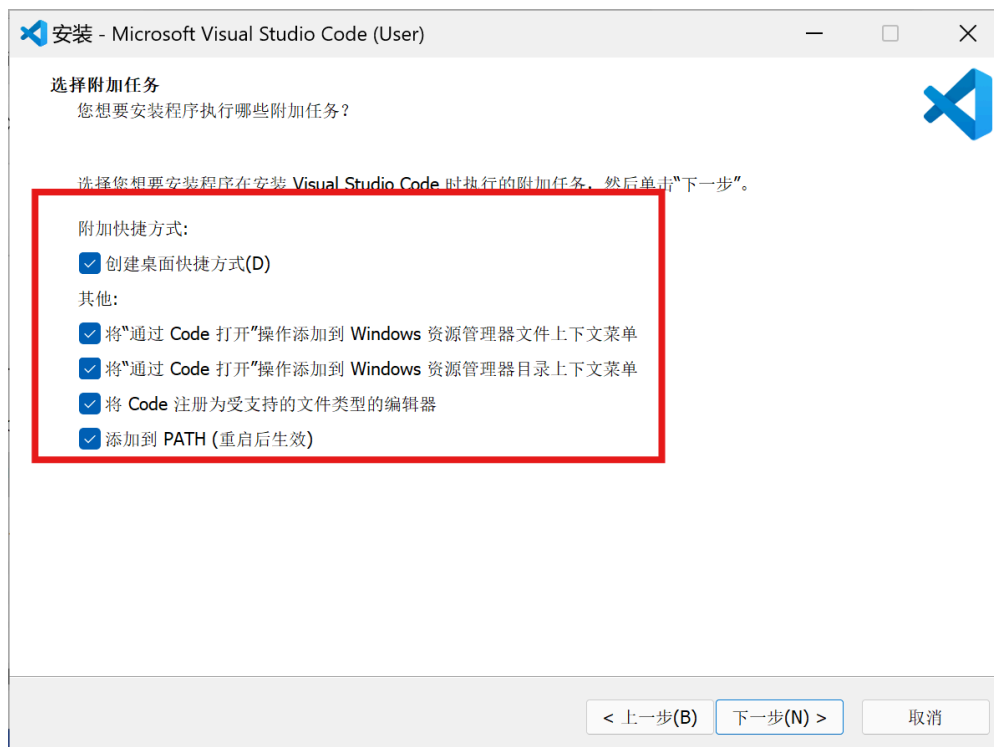 安装 - Microsoft Visual Studio Code (User)
选择附加任务
您想要安装程序执行哪些附加任务?
选择您想要安装程序在安装 Visual Studio Code 时执行的附加任务，然后单击“下一步”。
附加快捷方式:
创建桌面快捷方式(D)
其他:
将“通过 Code 打开”操作添加到 Windows 资源管理器文件上下文菜单
将“通过 Code 打开”操作添加到 Windows 资源管理器目录上下文菜单
将 Code 注册为受支持的文件类型的编辑器
添加到 PATH (重启后生效)
< 上一步(B) 下一步(N) > 取消